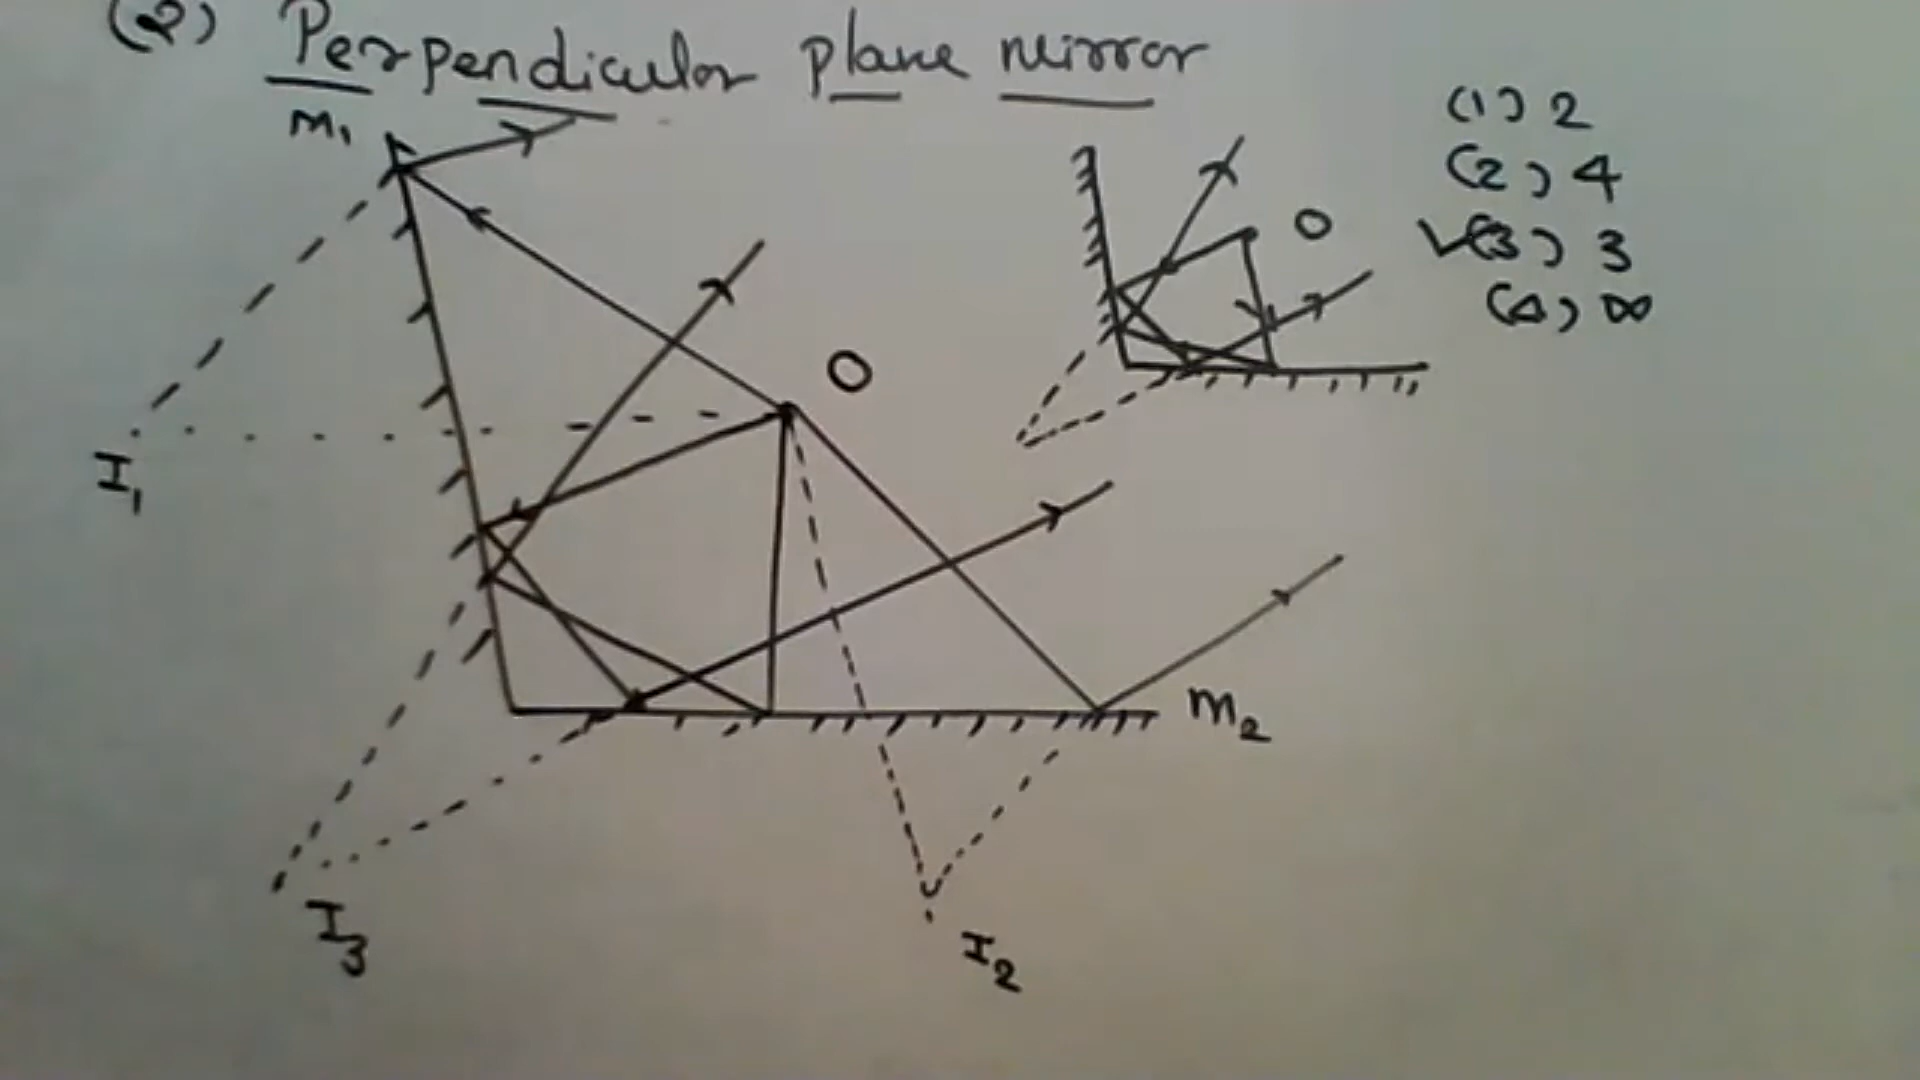 (2) Perpendicular plane mirror
M₁
(1) 2
(2) 4
✓(3) 3
(4) ∞
O
O
I₁
M₂
I₃
I₂